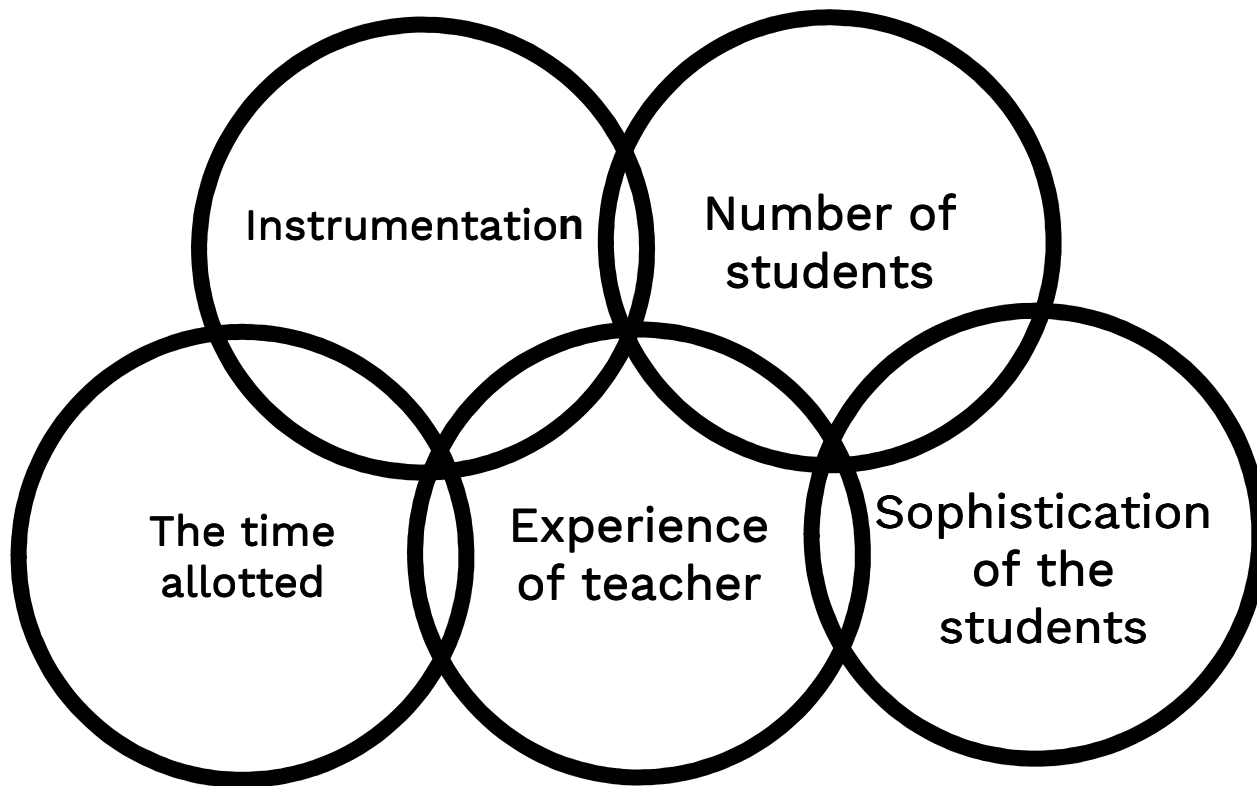 Instrumentation
Number of
students
The time
allotted
Experience
of teacher
Sophistication
of the
students